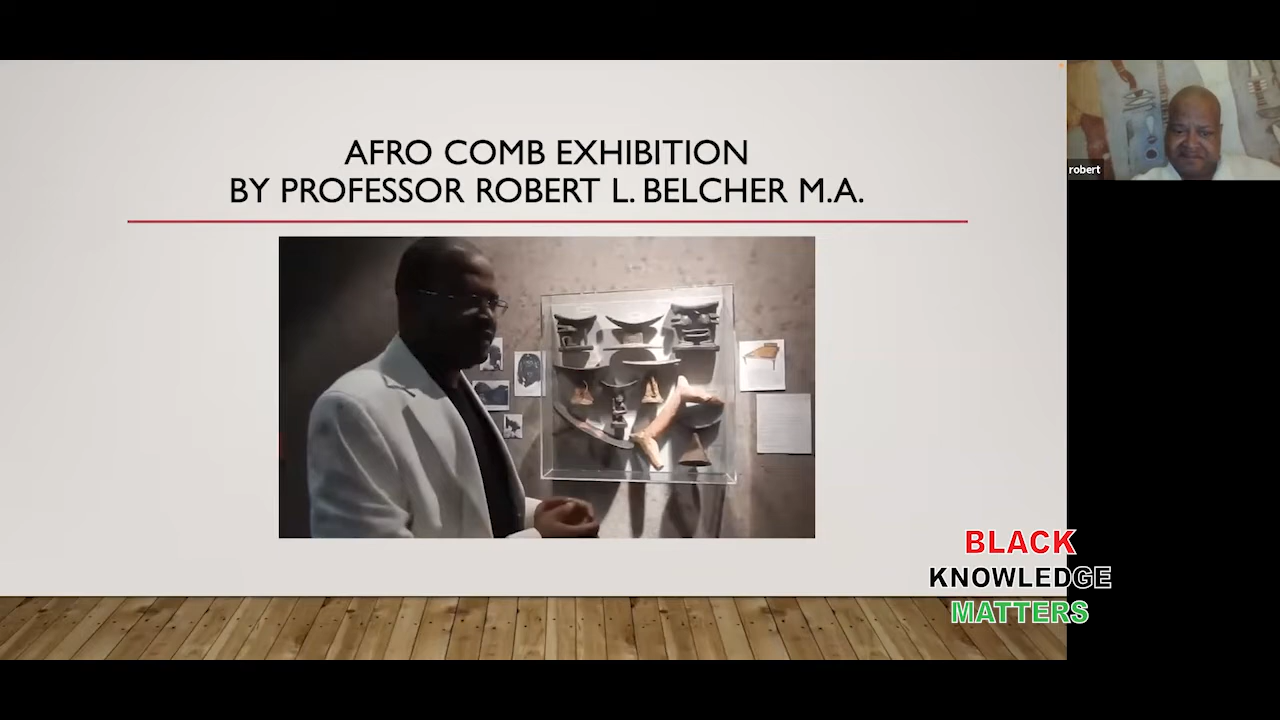 AFRO COMB EXHIBITION
BY PROFESSOR ROBERT L. BELCHER M.A.
robert
BLACK
KNOWLEDGE
MATTERS